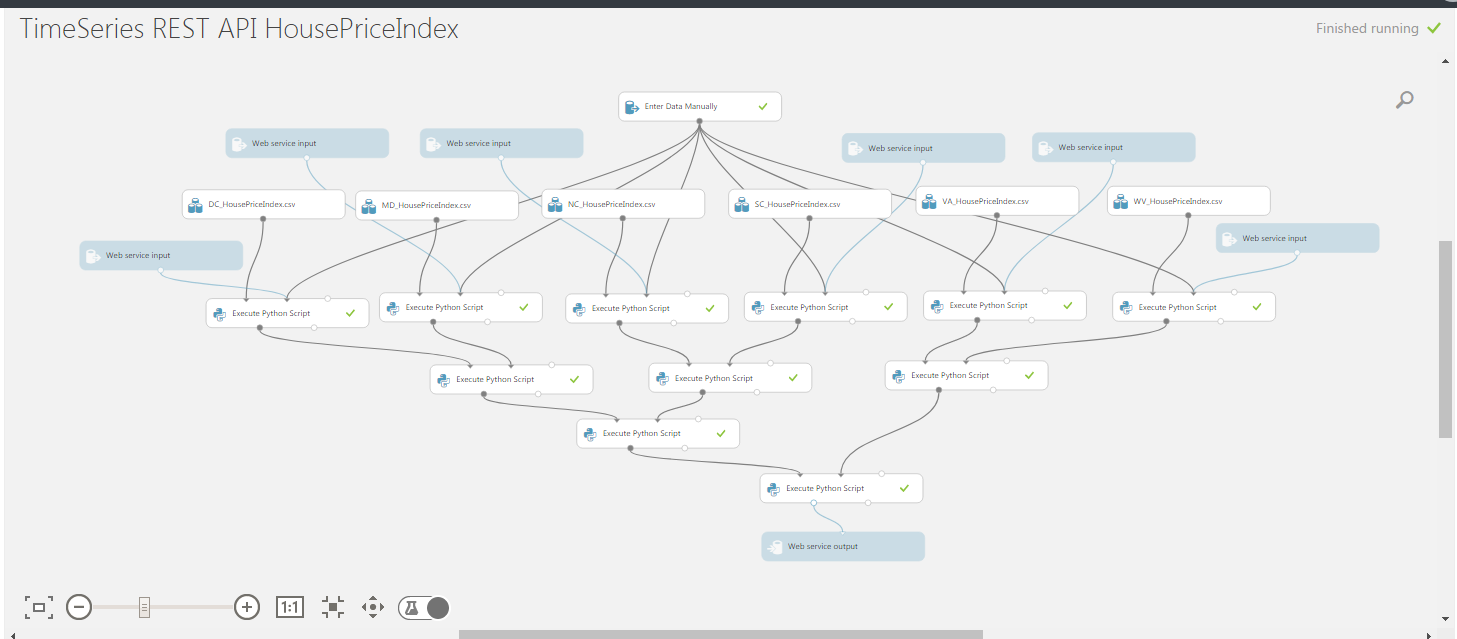 TimeSeries REST API HousePriceIndex
Finished running
Enter Data Manually
Web service input
Web service input
Web service input
Web service input
DC_HousePriceIndex.csv
MD_HousePriceIndex.csv
NC_HousePriceIndex.csv
SC_HousePriceIndex.csv
VA_HousePriceIndex.csv
WV_HousePriceIndex.csv
Web service input
Web service input
Execute Python Script
Execute Python Script
Execute Python Script
Execute Python Script
Execute Python Script
Execute Python Script
Execute Python Script
Execute Python Script
Execute Python Script
Execute Python Script
Execute Python Script
Web service output
1:1